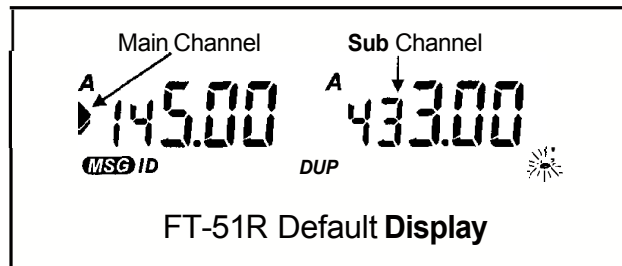 Main Channel Sub Channel
A 145.00 A 433.00
MSG ID DUP
FT-51R Default Display